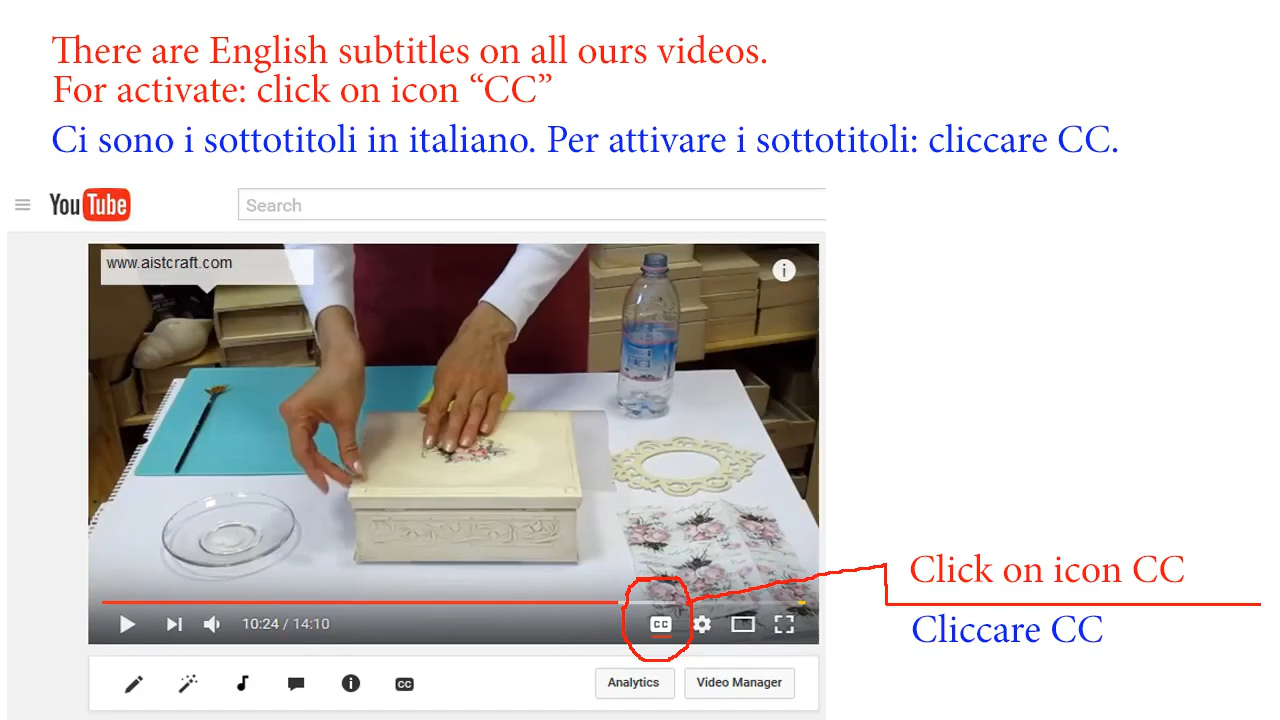 There are English subtitles on all ours videos.
For activate: click on icon “CC”
Ci sono i sottotitoli in italiano. Per attivare i sottotitoli: cliccare CC.
YouTube
Search
www.aistcraft.com
i
Click on icon CC
10:24 / 14:10
CC
Cliccare CC
i
CC
Analytics
Video Manager